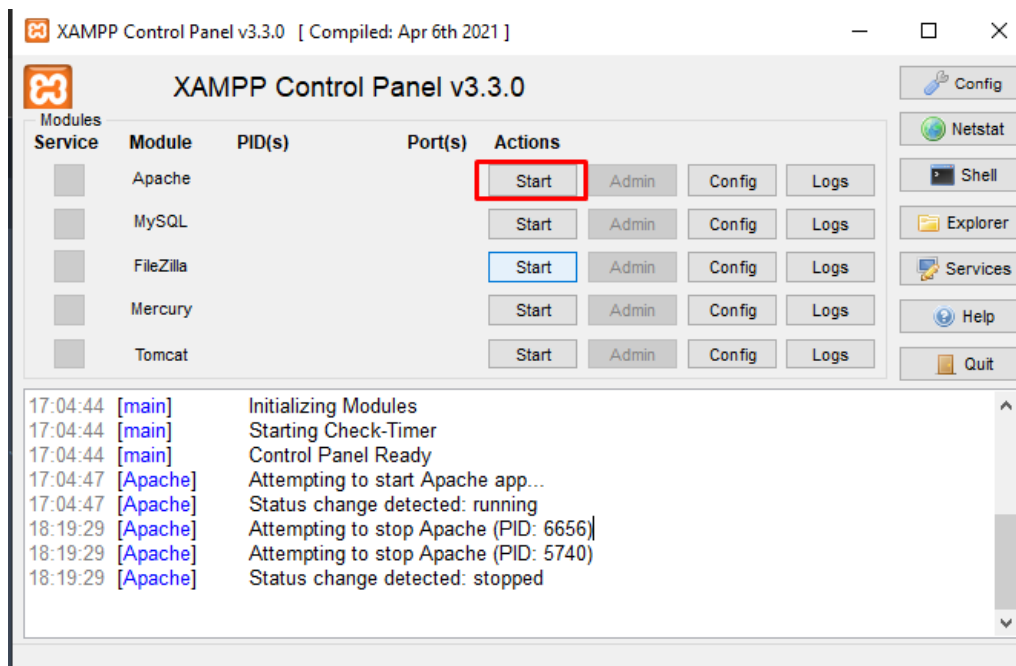 XAMPP Control Panel v3.3.0 [ Compiled: Apr 6th 2021 ]
XAMPP Control Panel v3.3.0
Config
Modules
Service Module PID(s) Port(s) Actions
Netstat
Apache Start Admin Config Logs
Shell
MySQL Start Admin Config Logs
Explorer
FileZilla Start Admin Config Logs
Services
Mercury Start Admin Config Logs
Help
Tomcat Start Admin Config Logs
Quit
17:04:44 [main] Initializing Modules
17:04:44 [main] Starting Check-Timer
17:04:44 [main] Control Panel Ready
17:04:47 [Apache] Attempting to start Apache app...
17:04:47 [Apache] Status change detected: running
18:19:29 [Apache] Attempting to stop Apache (PID: 6656)
18:19:29 [Apache] Attempting to stop Apache (PID: 5740)
18:19:29 [Apache] Status change detected: stopped